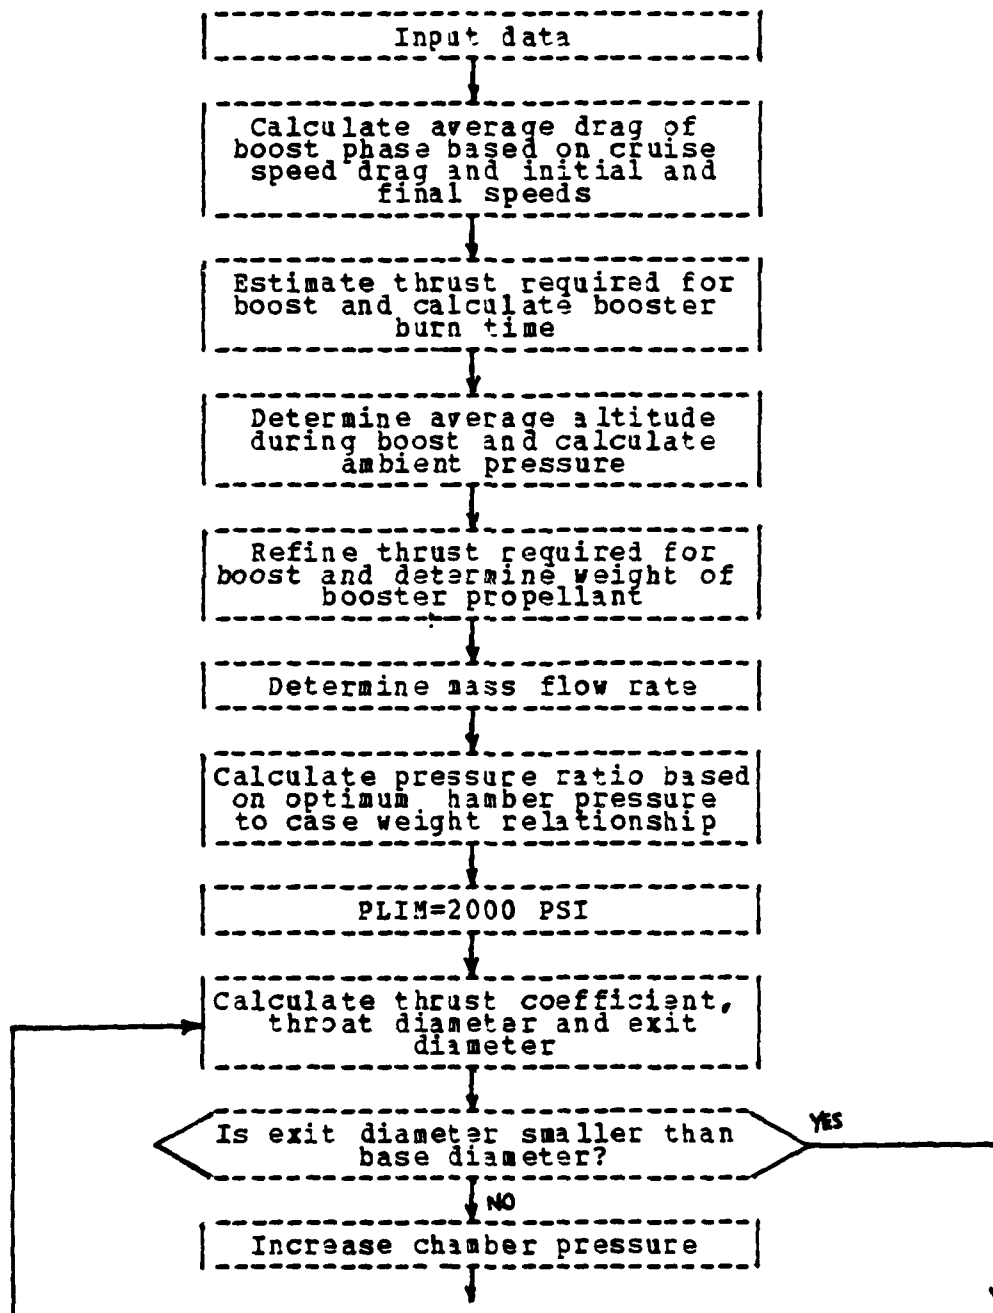 Input data
Calculate average drag of
boost phase based on cruise
speed drag and initial and
final speeds
Estimate thrust required for
boost and calculate booster
burn time
Determine average altitude
during boost and calculate
ambient pressure
Refine thrust required for
boost and determine weight of
booster propellant
Determine mass flow rate
Calculate pressure ratio based
on optimum hamber pressure
to case weight relationship
PLIM=2000 PSI
Calculate thrust coefficient,
throat diameter and exit
diameter
Is exit diameter smaller than
base diameter?
YES
NO
Increase chamber pressure